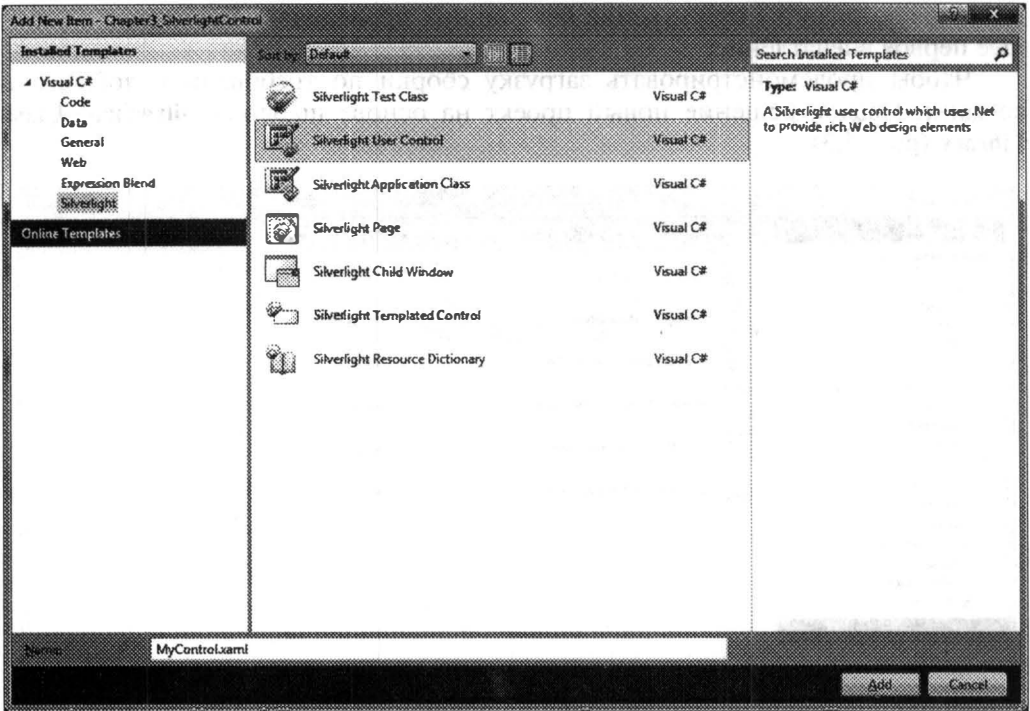 Add New Item - Chapter3_SilverlightControl
Installed Templates
Visual C#
Code
Data
General
Web
Expression Blend
Silverlight
Online Templates
Sort by: Default
Silverlight Test Class Visual C#
Silverlight User Control Visual C#
Silverlight Application Class Visual C#
Silverlight Page Visual C#
Silverlight Child Window Visual C#
Silverlight Templated Control Visual C#
Silverlight Resource Dictionary Visual C#
Search Installed Templates
Type: Visual C#
A Silverlight user control which uses .Net
to provide rich Web design elements
Name: MyControl.xaml
Add Cancel